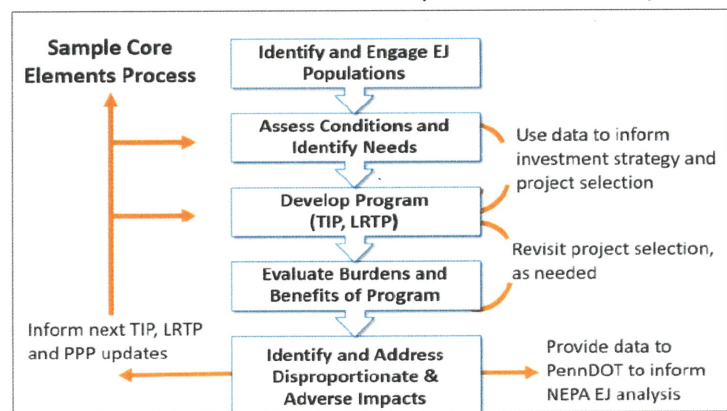 Sample Core
Elements Process
Identify and Engage EJ
Populations
Assess Conditions and
Identify Needs
Use data to inform
investment strategy and
project selection
Develop Program
(TIP, LRTP)
Revisit project selection,
as needed
Evaluate Burdens and
Benefits of Program
Inform next TIP, LRTP
and PPP updates
Identify and Address
Disproportionate &
Adverse Impacts
Provide data to
PennDOT to inform
NEPA EJ analysis